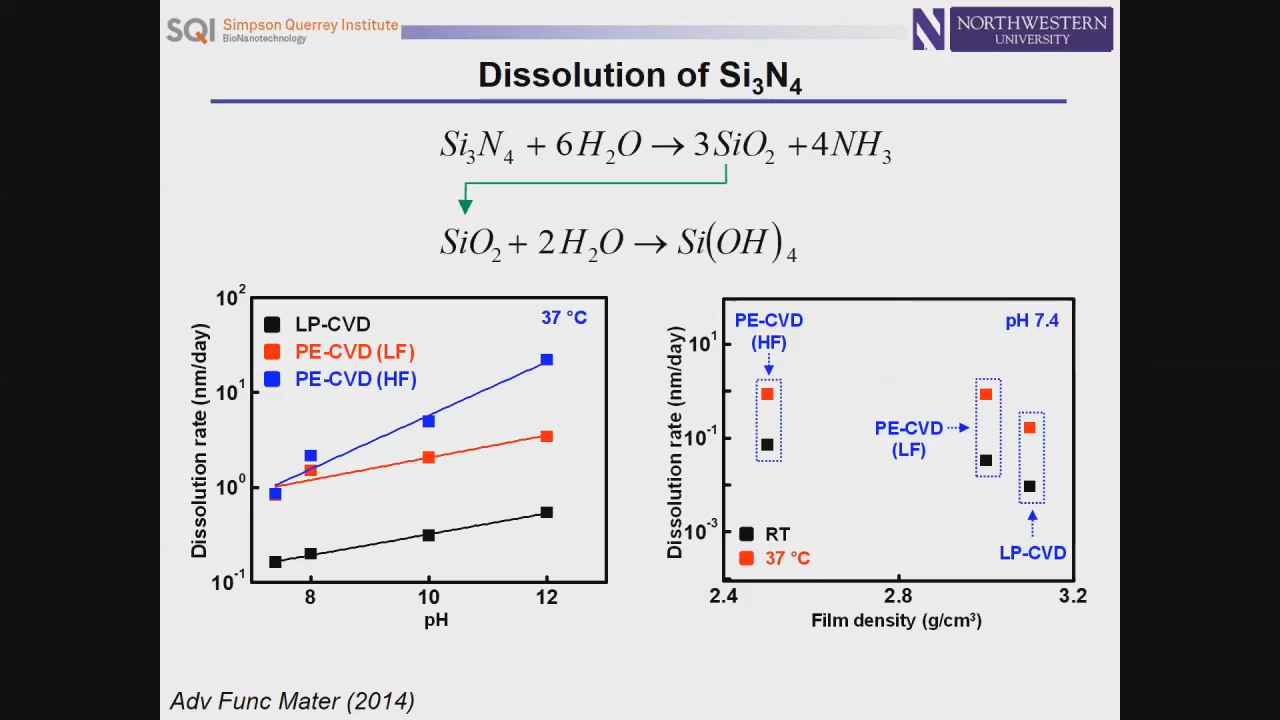 SQI Simpson Querrey Institute
BioNanotechnology
NORTHWESTERN
UNIVERSITY
Dissolution of Si₃N₄
Si₃N₄ + 6H₂O → 3SiO₂ + 4NH₃
SiO₂ + 2H₂O → Si(OH)₄
10²
10¹
10⁰
10⁻¹
Dissolution rate (nm/day)
LP-CVD
PE-CVD (LF)
PE-CVD (HF)
37 °C
8 10 12
pH
10¹
10⁻¹
10⁻³
Dissolution rate (nm/day)
PE-CVD
(HF)
pH 7.4
PE-CVD
(LF)
RT
37 °C
LP-CVD
2.4 2.8 3.2
Film density (g/cm³)
Adv Func Mater (2014)